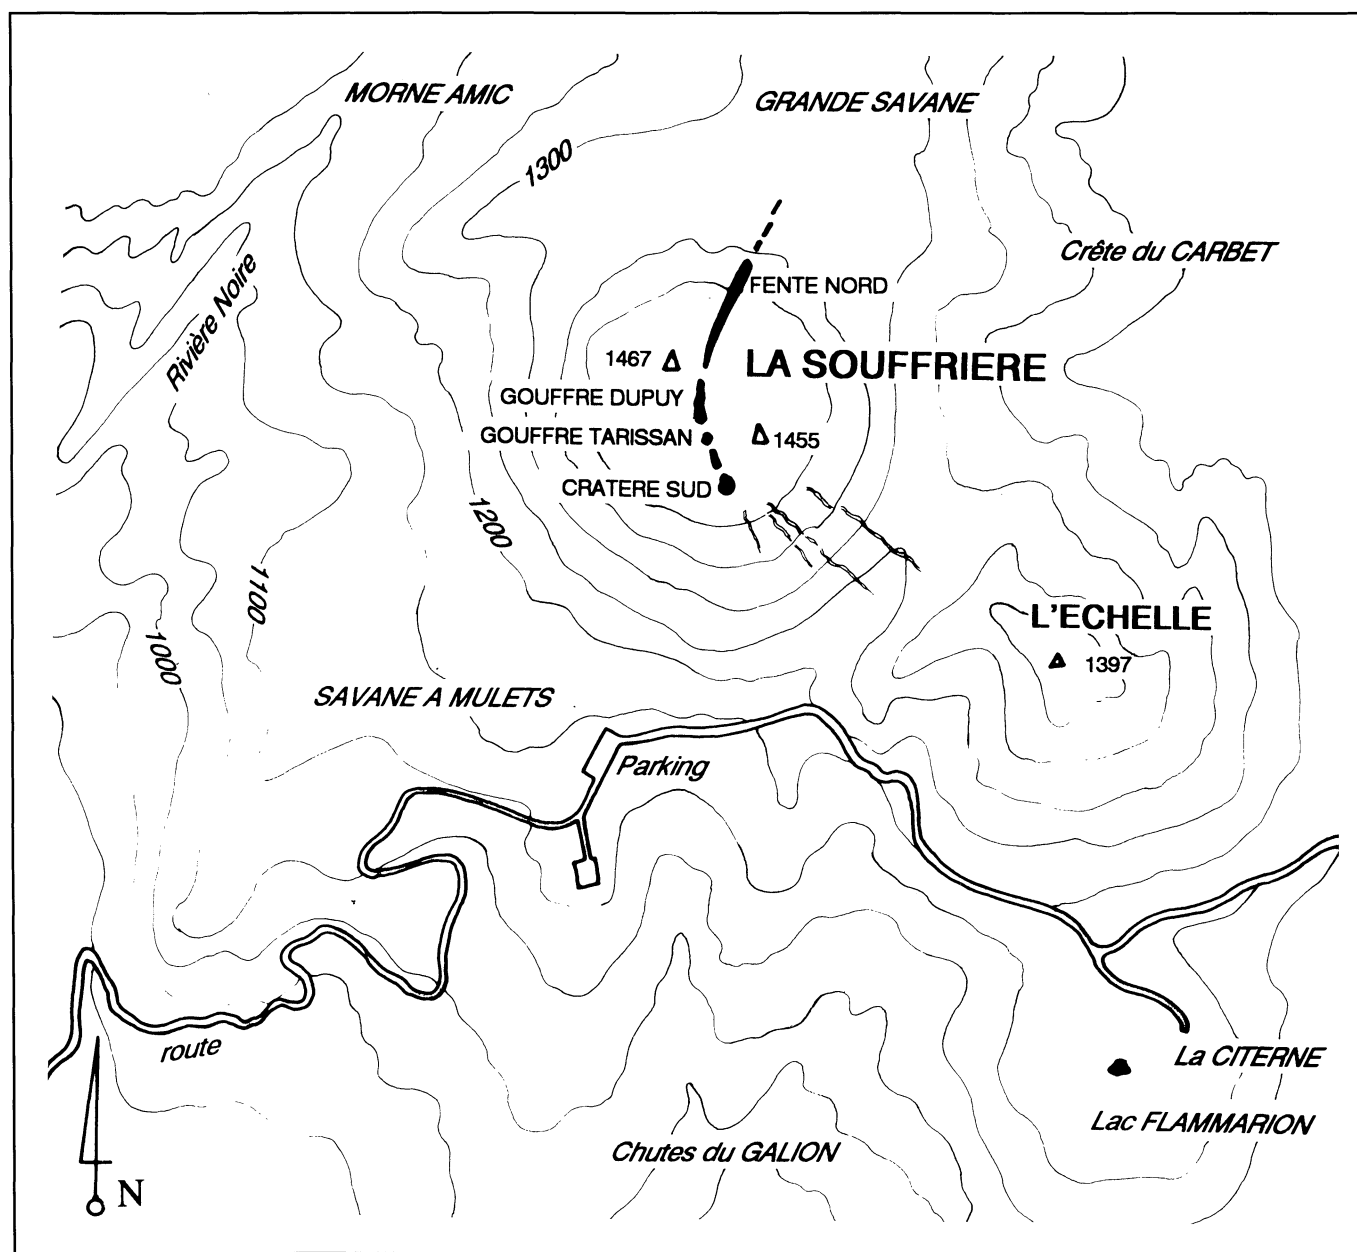 MORNE AMIC
GRANDE SAVANE
1300
Crête du CARBET
Rivière Noire
FENTE NORD
1467
LA SOUFFRIERE
GOUFFRE DUPUY
GOUFFRE TARISSAN
1455
CRATERE SUD
1200
1100
L'ECHELLE
1000
1397
SAVANE A MULETS
Parking
route
La CITERNE
Lac FLAMMARION
Chutes du GALION
N